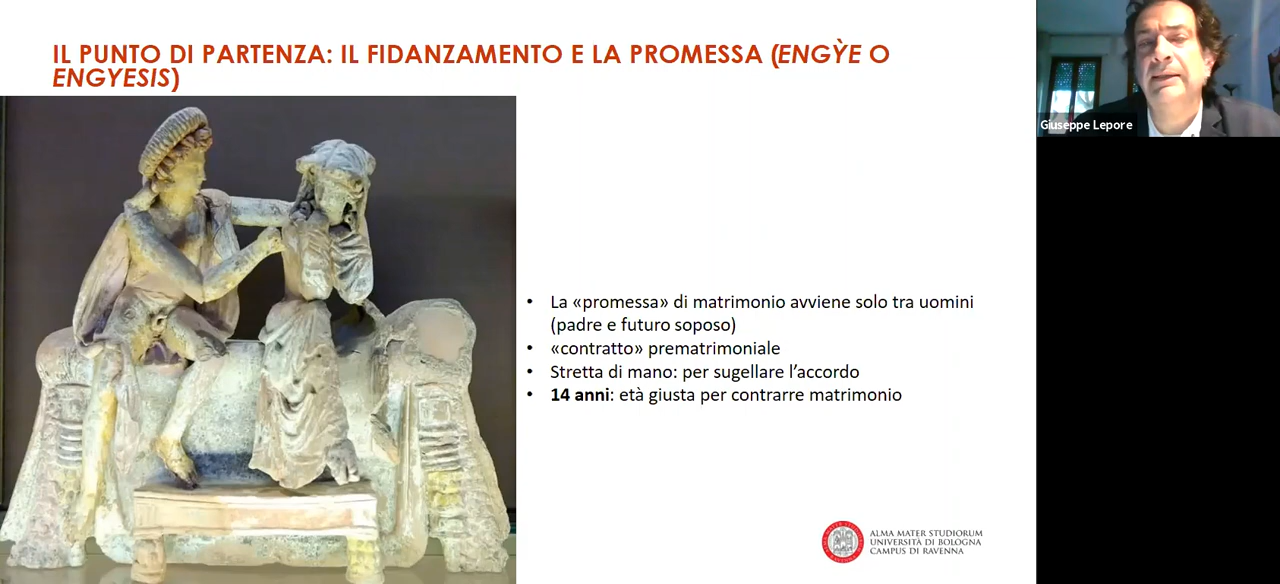 IL PUNTO DI PARTENZA: IL FIDANZAMENTO E LA PROMESSA (ENGỲE O
ENGYESIS)
Giuseppe Lepore
• La «promessa» di matrimonio avviene solo tra uomini
(padre e futuro soposo)
• «contratto» prematrimoniale
• Stretta di mano: per sugellare l’accordo
• 14 anni: età giusta per contrarre matrimonio
ALMA MATER STUDIORUM
UNIVERSITÀ DI BOLOGNA
CAMPUS DI RAVENNA